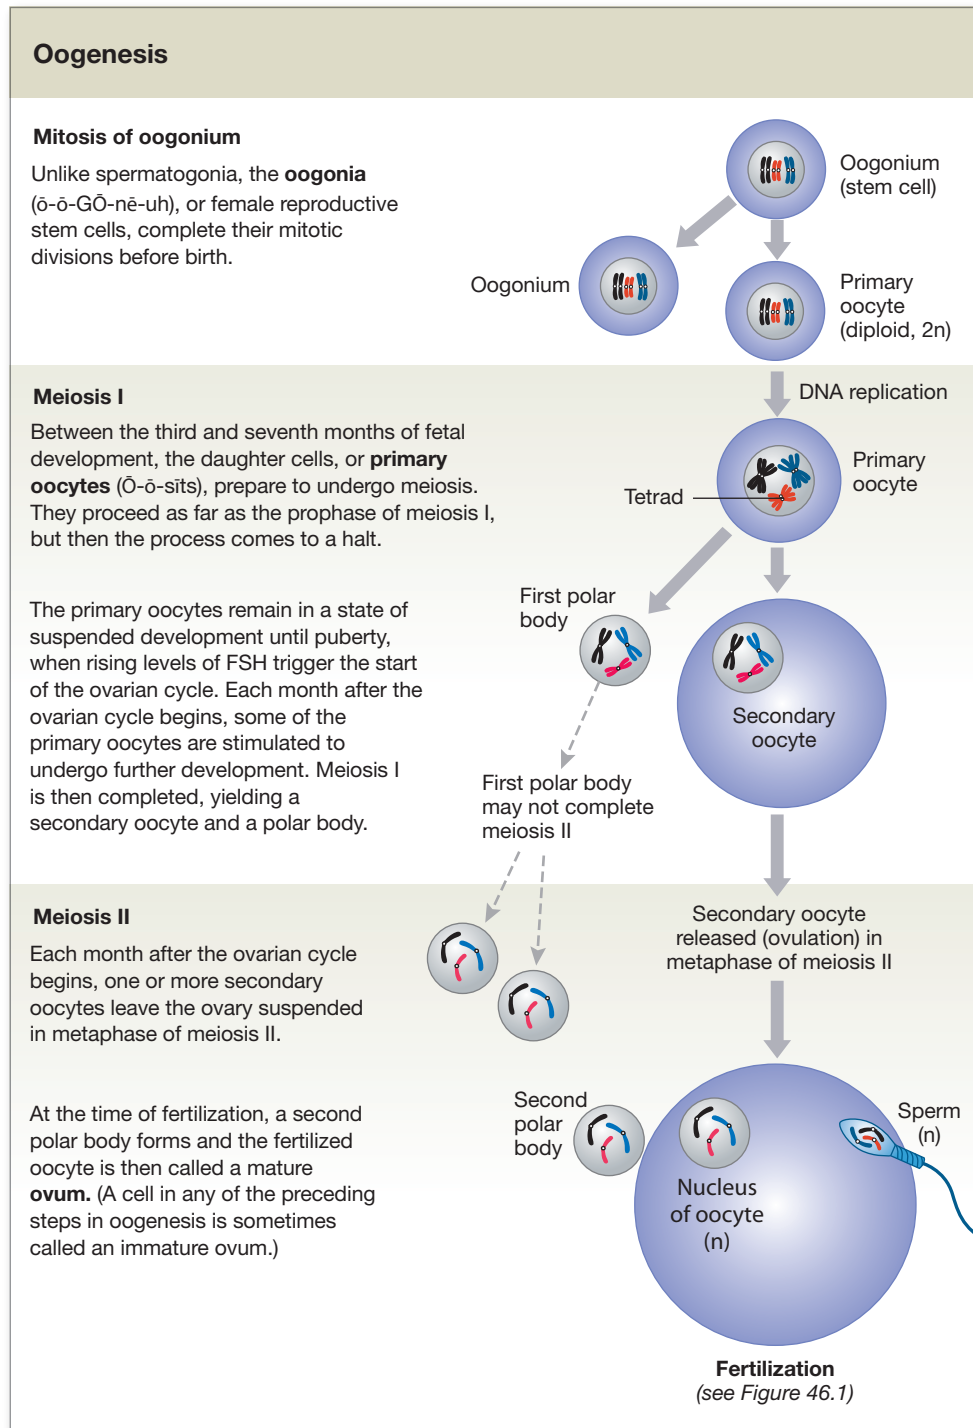 Oogenesis
Mitosis of oogonium
Unlike spermatogonia, the oogonia
(ō-ō-GŌ-nē-uh), or female reproductive
stem cells, complete their mitotic
divisions before birth.
Oogonium
(stem cell)
Oogonium
Primary
oocyte
(diploid, 2n)
Meiosis I
Between the third and seventh months of fetal
development, the daughter cells, or primary
oocytes (Ō-ō-sīts), prepare to undergo meiosis.
They proceed as far as the prophase of meiosis I,
but then the process comes to a halt.
DNA replication
Primary
oocyte
Tetrad
The primary oocytes remain in a state of
suspended development until puberty,
when rising levels of FSH trigger the start
of the ovarian cycle. Each month after the
ovarian cycle begins, some of the
primary oocytes are stimulated to
undergo further development. Meiosis I
is then completed, yielding a
secondary oocyte and a polar body.
First polar
body
Secondary
oocyte
First polar body
may not complete
meiosis II
Meiosis II
Each month after the ovarian cycle
begins, one or more secondary
oocytes leave the ovary suspended
in metaphase of meiosis II.
Secondary oocyte
released (ovulation) in
metaphase of meiosis II
At the time of fertilization, a second
polar body forms and the fertilized
oocyte is then called a mature
ovum. (A cell in any of the preceding
steps in oogenesis is sometimes
called an immature ovum.)
Second
polar
body
Nucleus
of oocyte
(n)
Sperm
(n)
Fertilization
(see Figure 46.1)